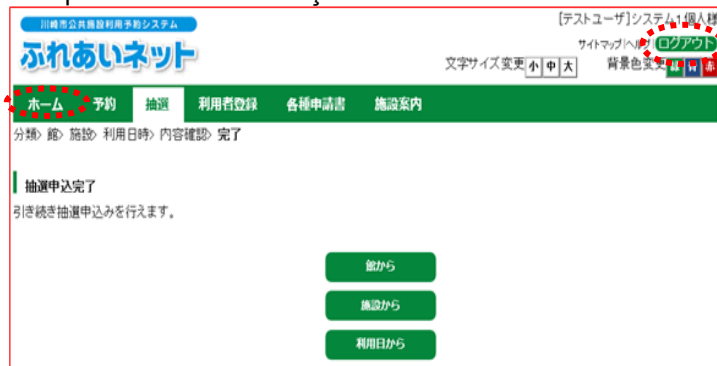 [テストユーザ]システム1個人様
川崎市公共施設利用予約システム
ふれあいネット
サイトマップ|ヘルプ|ログアウト
文字サイズ変更 小 中 大 背景色変更 緑 青 赤
ホーム 予約 抽選 利用者登録 各種申請書 施設案内
分類> 館> 施設> 利用日時> 内容確認> 完了
抽選申込完了
引き続き抽選申込みを行えます。
館から
施設から
利用日から